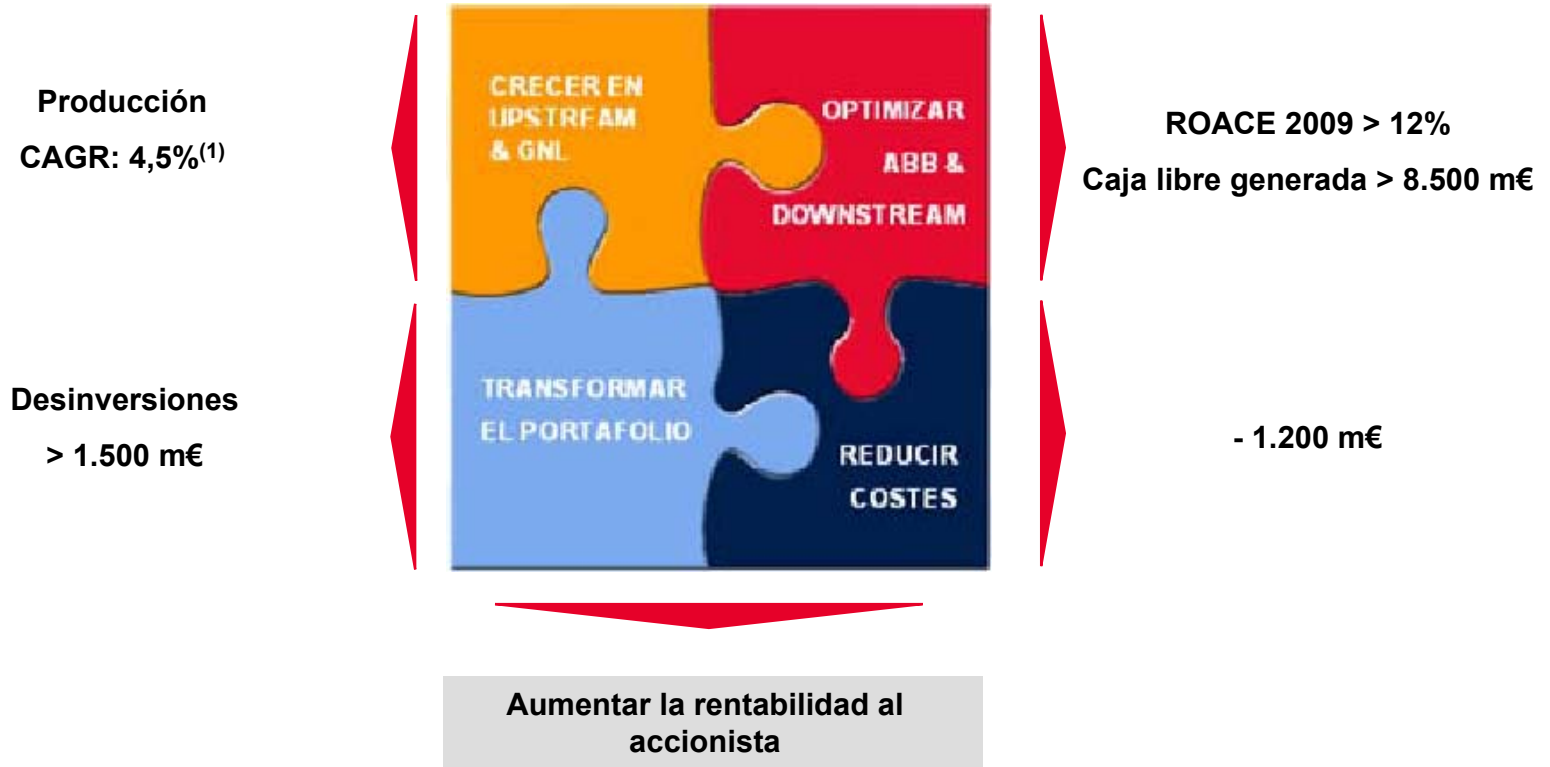 Producción
CAGR: 4,5%(1)
CRECER EN
UPSTREAM
& GNL
OPTIMIZAR
ABB &
DOWNSTREAM
ROACE 2009 > 12%
Caja libre generada > 8.500 m€
Desinversiones
> 1.500 m€
TRANSFORMAR
EL PORTAFOLIO
REDUCIR
COSTES
- 1.200 m€
Aumentar la rentabilidad al
accionista